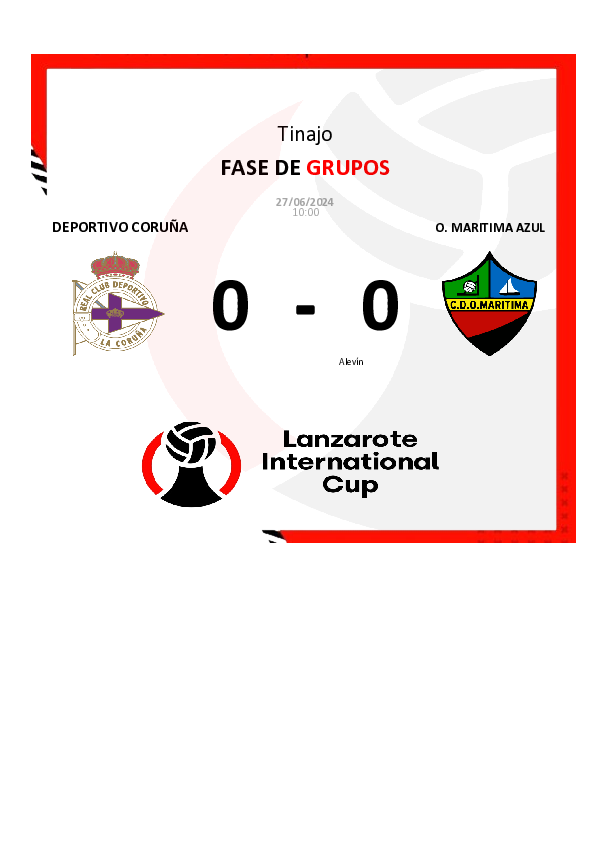 Tinajo
FASE DE GRUPOS
27/06/2024
10:00
DEPORTIVO CORUÑA
O. MARITIMA AZUL
REAL CLUB DEPORTIVO
LA CORUÑA
0 - 0
C.D.O.MARITIMA
Alevin
Lanzarote
International
Cup